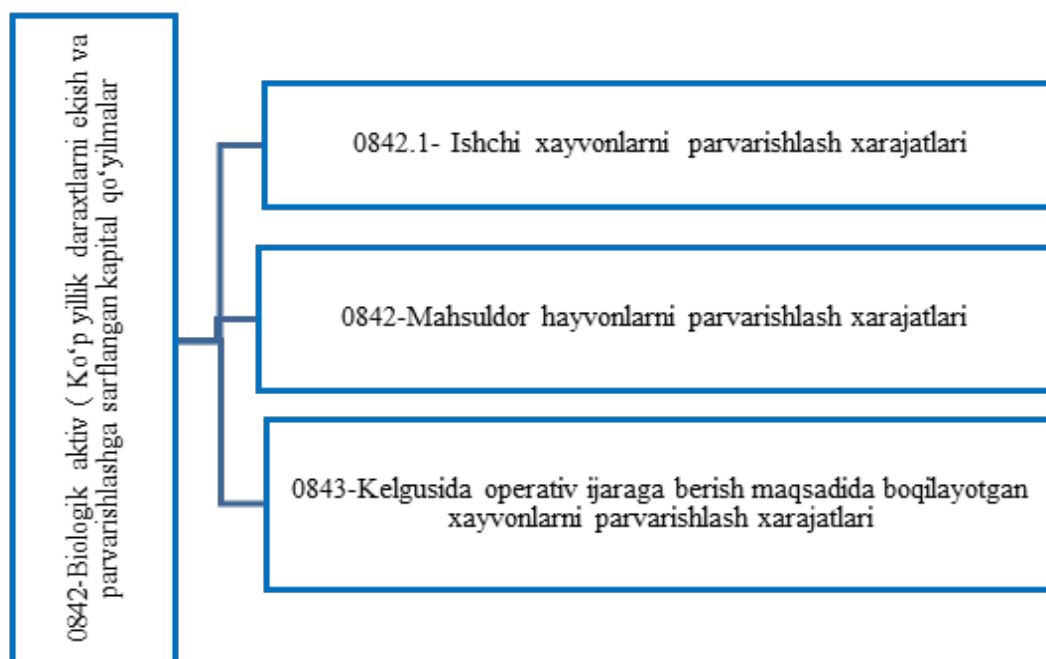 0842-Biologik aktiv ( Ko‘p yillik daraxtlarni ekish va
parvarishlashga sarflangan kapital qo‘yilmalar
0842.1- Ishchi xayvonlarni parvarishlash xarajatlari
0842-Mahsuldor hayvonlarni parvarishlash xarajatlari
0843-Kelgusida operativ ijaraga berish maqsadida boqilayotgan
xayvonlarni parvarishlash xarajatlari